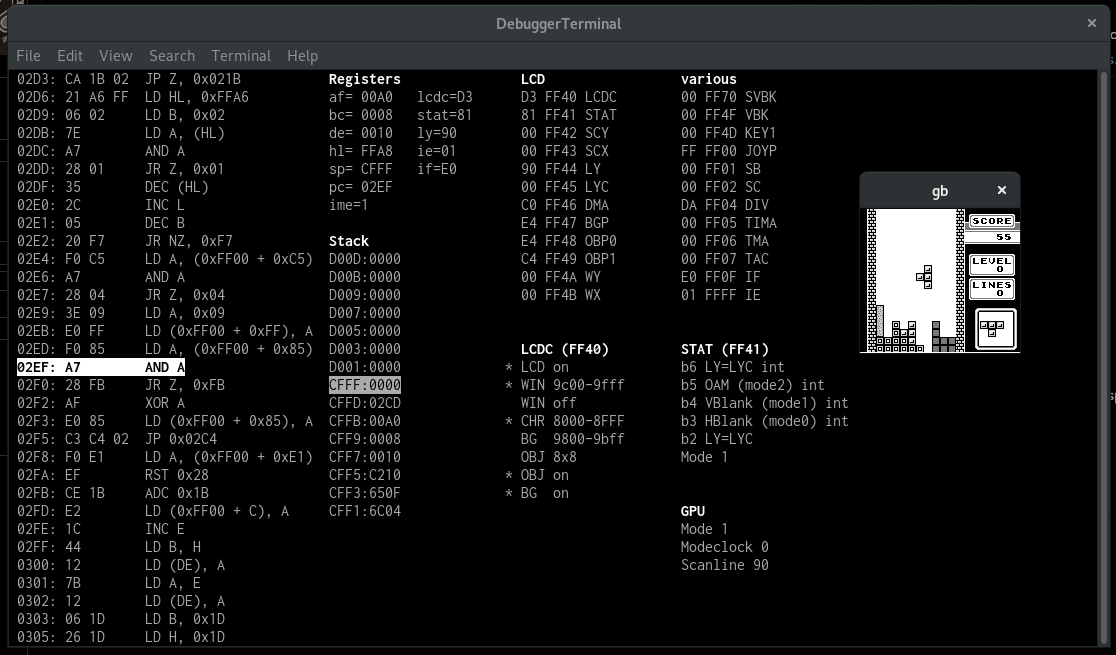 DebuggerTerminal ×
File Edit View Search Terminal Help
02D3: CA 1B 02 JP Z, 0x021B
02D6: 21 A6 FF LD HL, 0xFFA6
02D9: 06 02 LD B, 0x02
02DB: 7E LD A, (HL)
02DC: A7 AND A
02DD: 28 01 JR Z, 0x01
02DF: 35 DEC (HL)
02E0: 2C INC L
02E1: 05 DEC B
02E2: 20 F7 JR NZ, 0xF7
02E4: F0 C5 LD A, (0xFF00 + 0xC5)
02E6: A7 AND A
02E7: 28 04 JR Z, 0x04
02E9: 3E 09 LD A, 0x09
02EB: E0 FF LD (0xFF00 + 0xFF), A
02ED: F0 85 LD A, (0xFF00 + 0x85)
02EF: A7 AND A
02F0: 28 FB JR Z, 0xFB
02F2: AF XOR A
02F3: E0 85 LD (0xFF00 + 0x85), A
02F5: C3 C4 02 JP 0x02C4
02F8: F0 E1 LD A, (0xFF00 + 0xE1)
02FA: EF RST 0x28
02FB: CE 1B ADC 0x1B
02FD: E2 LD (0xFF00 + C), A
02FE: 1C INC E
02FF: 44 LD B, H
0300: 12 LD (DE), A
0301: 7B LD A, E
0302: 12 LD (DE), A
0303: 06 1D LD B, 0x1D
0305: 26 1D LD H, 0x1D
Registers
af= 00A0 lcdc=D3
bc= 0008 stat=81
de= 0010 ly=90
hl= FFA8 ie=01
sp= CFFF if=E0
pc= 02EF
ime=1
Stack
D00D:0000
D00B:0000
D009:0000
D007:0000
D005:0000
D003:0000
D001:0000
CFFF:0000
CFFD:02CD
CFFB:00A0
CFF9:0008
CFF7:0010
CFF5:C210
CFF3:650F
CFF1:6C04
LCD
D3 FF40 LCDC
81 FF41 STAT
00 FF42 SCY
00 FF43 SCX
90 FF44 LY
00 FF45 LYC
C0 FF46 DMA
E4 FF47 BGP
E4 FF48 OBP0
C4 FF49 OBP1
00 FF4A WY
00 FF4B WX
LCDC (FF40)
* LCD on
* WIN 9c00-9fff
WIN off
* CHR 8000-8FFF
BG 9800-9bff
OBJ 8x8
* OBJ on
* BG on
various
00 FF70 SVBK
00 FF4F VBK
00 FF4D KEY1
FF FF00 JOYP
00 FF01 SB
00 FF02 SC
DA FF04 DIV
00 FF05 TIMA
00 FF06 TMA
00 FF07 TAC
E0 FF0F IF
01 FFFF IE
STAT (FF41)
b6 LY=LYC int
b5 OAM (mode2) int
b4 VBlank (mode1) int
b3 HBlank (mode0) int
b2 LY=LYC
Mode 1
GPU
Mode 1
Modeclock 0
Scanline 90
gb ×
SCORE
55
LEVEL
0
LINES
0